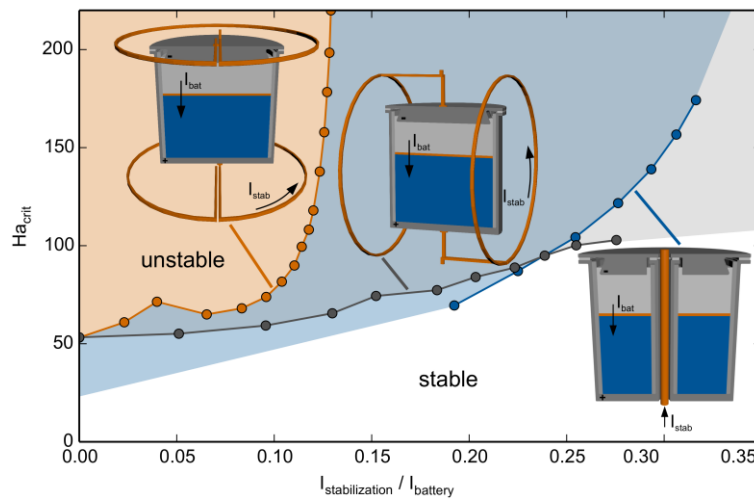 200
150
100
50
0
Ha_crit
0.00 0.05 0.10 0.15 0.20 0.25 0.30 0.35
I_stabilization / I_battery
unstable
stable
-
I_bat
+
I_stab
-
I_bat
I_stab
+
-
I_bat
+
I_stab